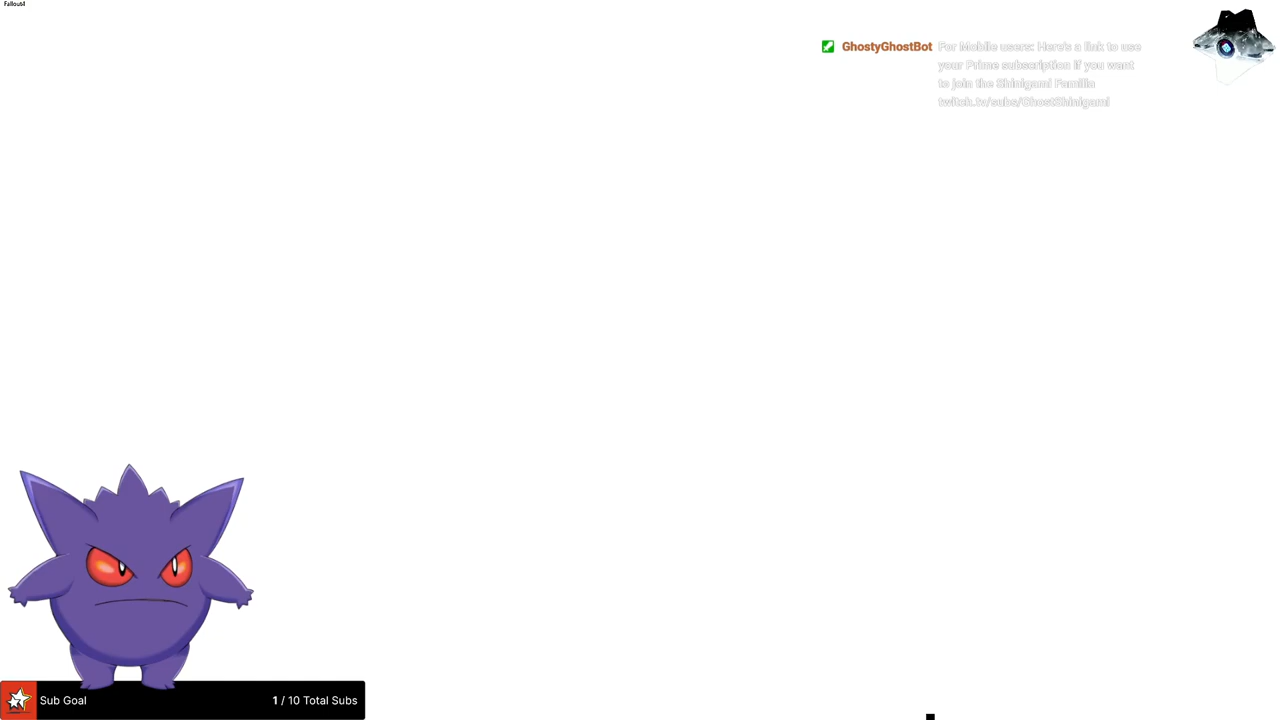 Fallout4
GhostyGhostBot For Mobile users: Here's a link to use
your Prime subscription if you want
to join the Shinigami Familia
twitch.tv/subs/GhostShinigami
Sub Goal 1 / 10 Total Subs